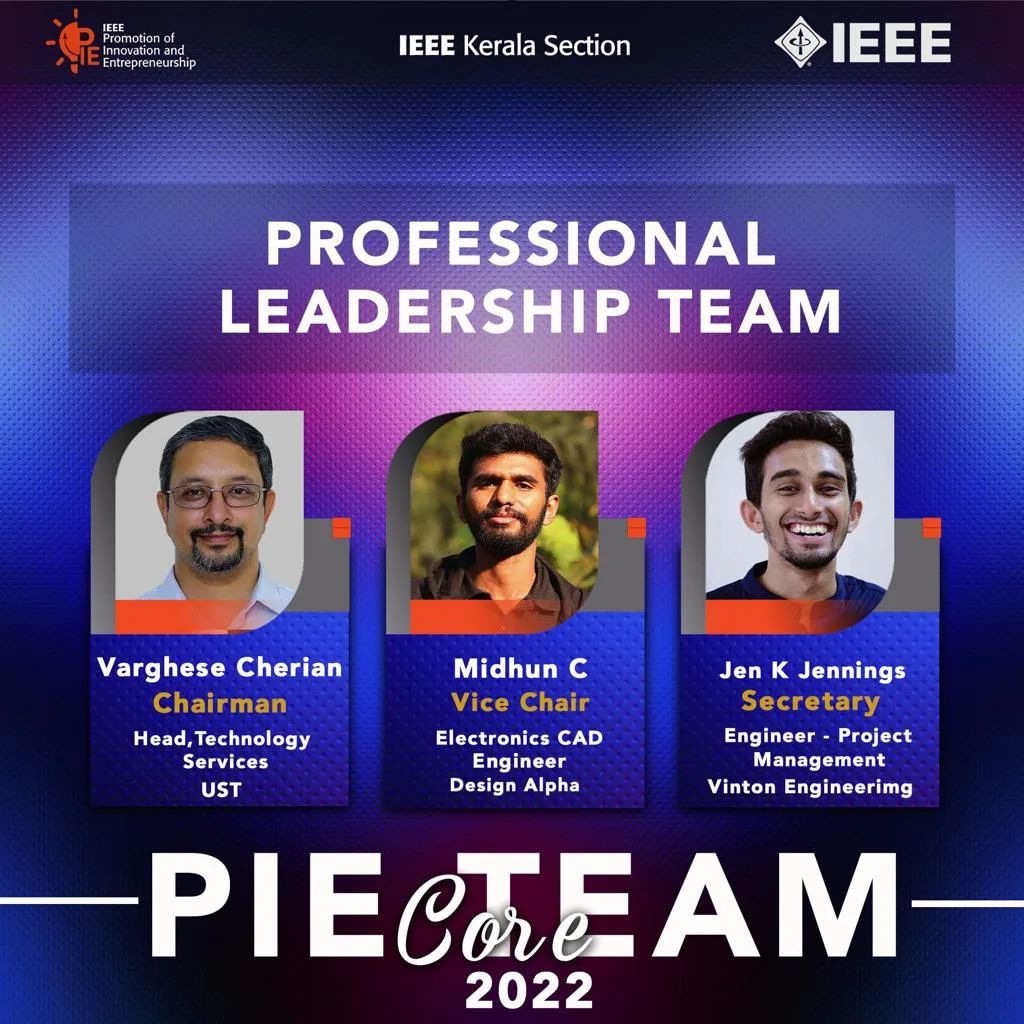 PIE
IEEE
Promotion of
Innovation and
Entrepreneurship
IEEE Kerala Section
IEEE
PROFESSIONAL
LEADERSHIP TEAM
Varghese Cherian
Chairman
Head,Technology
Services
UST
Midhun C
Vice Chair
Electronics CAD
Engineer
Design Alpha
Jen K Jennings
Secretary
Engineer - Project
Management
Vinton Engineerimg
PIE Core TEAM
2022